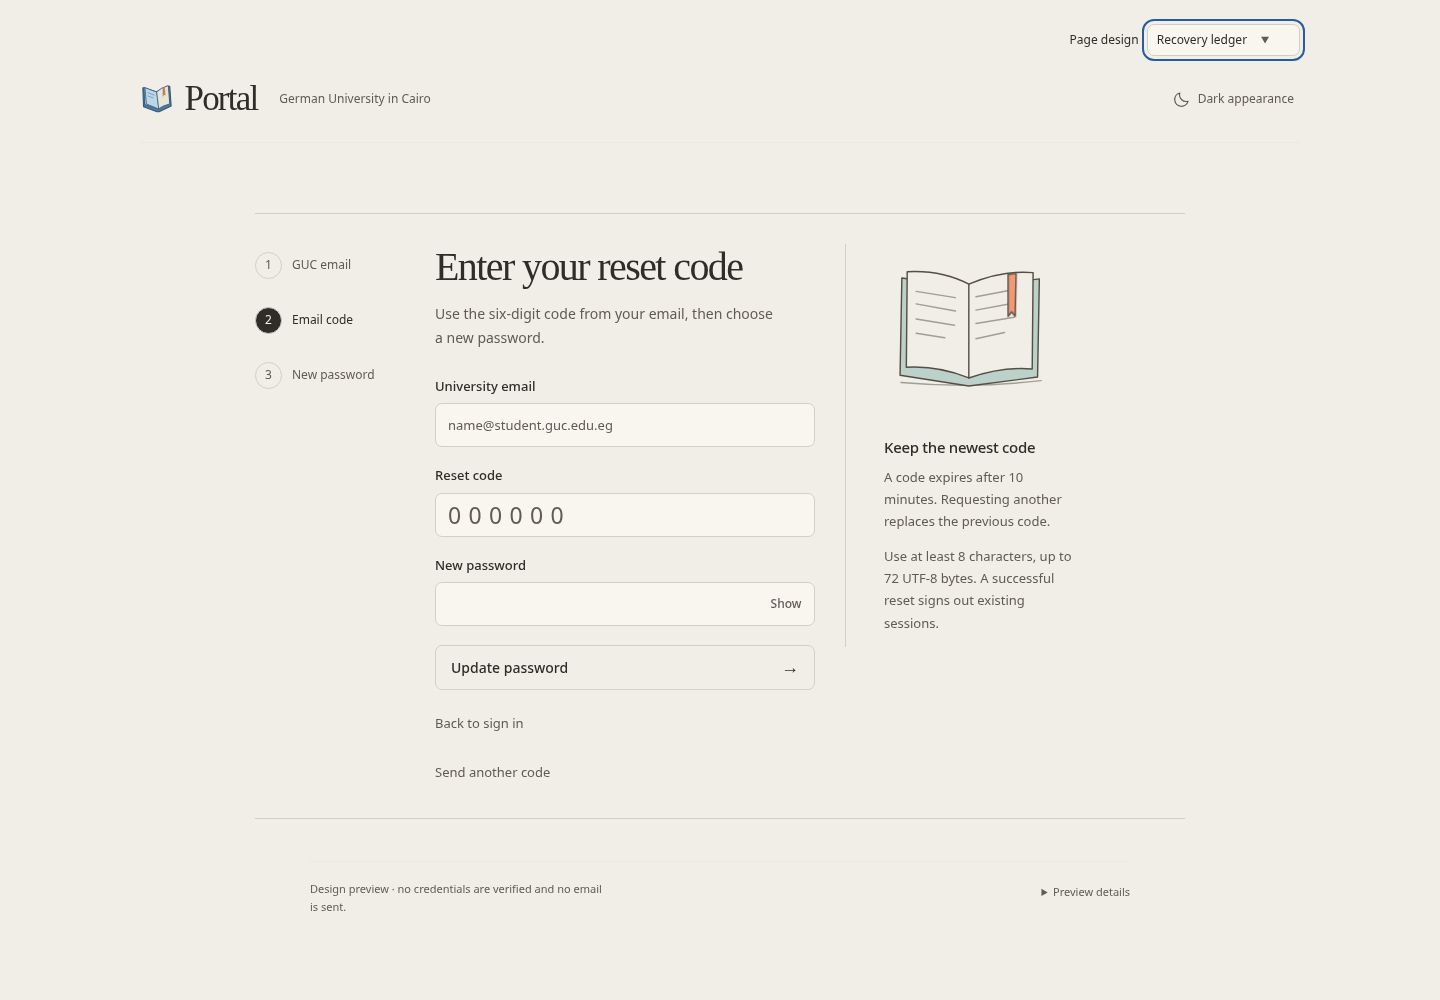 Page design
Recovery ledger
Portal
German University in Cairo
Dark appearance
1
GUC email
2
Email code
3
New password
Enter your reset code
Use the six-digit code from your email, then choose
a new password.
University email
name@student.guc.edu.eg
Reset code
000000
New password
Show
Update password →
Back to sign in
Send another code
Keep the newest code
A code expires after 10
minutes. Requesting another
replaces the previous code.
Use at least 8 characters, up to
72 UTF-8 bytes. A successful
reset signs out existing
sessions.
Design preview · no credentials are verified and no email
is sent.
Preview details